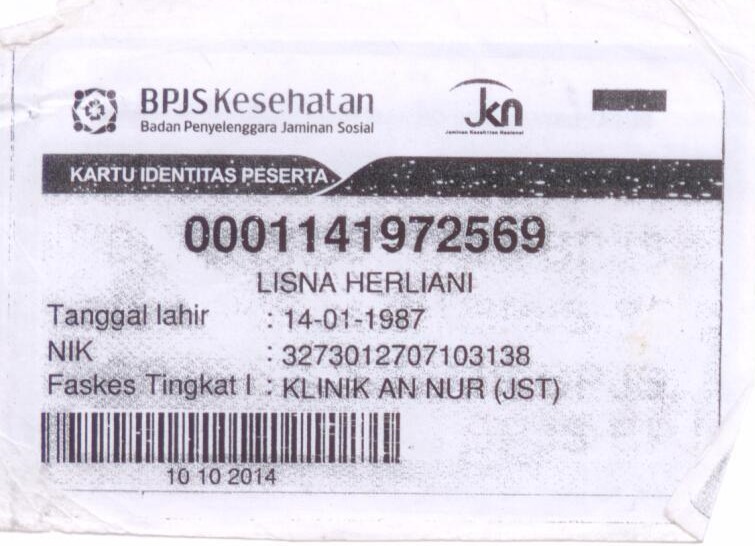 BPJS Kesehatan
Badan Penyelenggara Jaminan Sosial
JKN
Jaminan Kesehatan Nasional
KARTU IDENTITAS PESERTA
0001141972569
LISNA HERLIANI
Tanggal lahir : 14-01-1987
NIK : 3273012707103138
Faskes Tingkat I : KLINIK AN NUR (JST)
10 10 2014